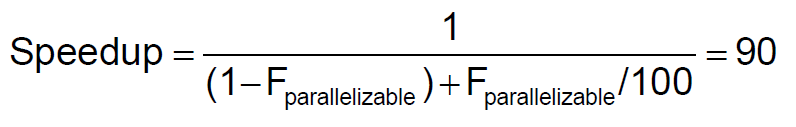 Speedup = 1 / ((1−F_parallelizable)+F_parallelizable/100) = 90